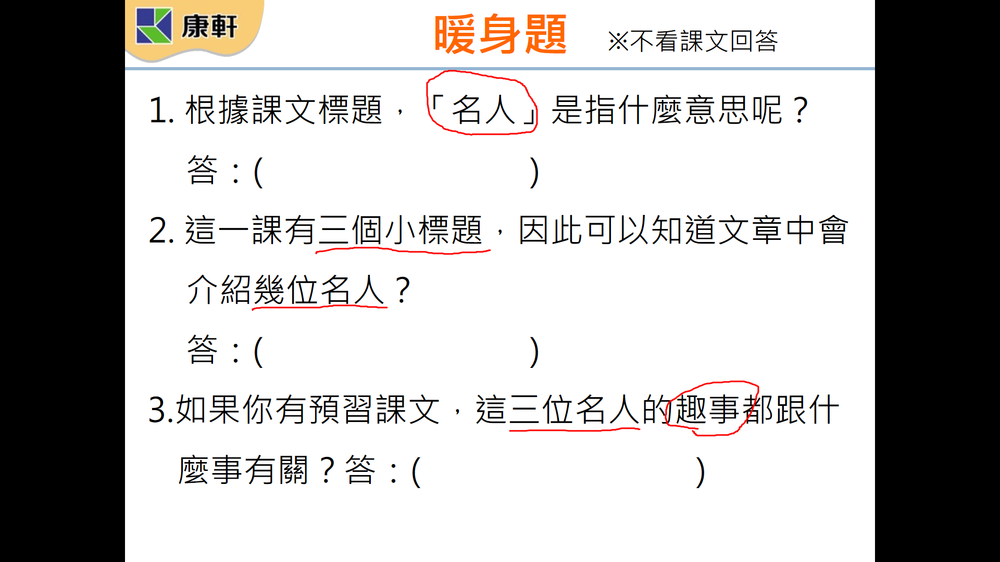 康軒
暖身題 ※不看課文回答
1. 根據課文標題，「名人」是指什麼意思呢？
答：( )
2. 這一課有三個小標題，因此可以知道文章中會
介紹幾位名人？
答：( )
3.如果你有預習課文，這三位名人的趣事都跟什
麼事有關？答：( )